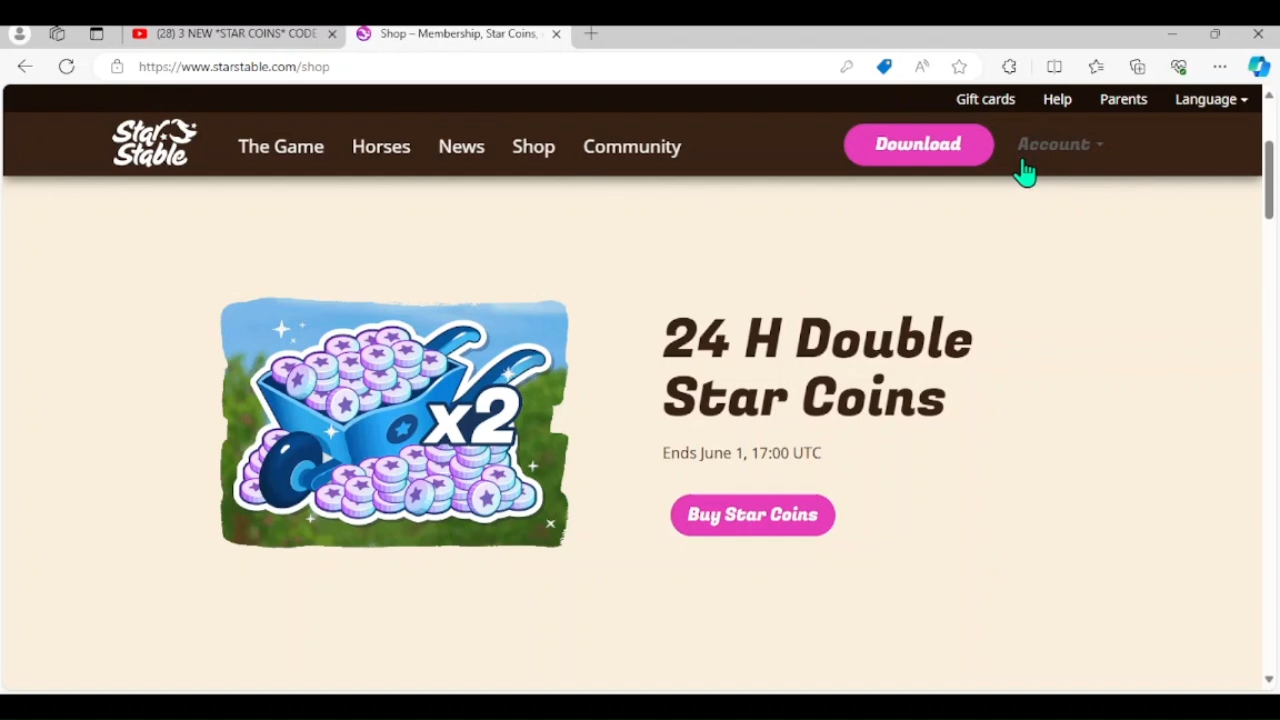 (28) 3 NEW *STAR COINS* CODE
Shop – Membership, Star Coins,
https://www.starstable.com/shop
Gift cards
Help
Parents
Language
Star
Stable
The Game
Horses
News
Shop
Community
Download
Account
x2
24 H Double
Star Coins
Ends June 1, 17:00 UTC
Buy Star Coins